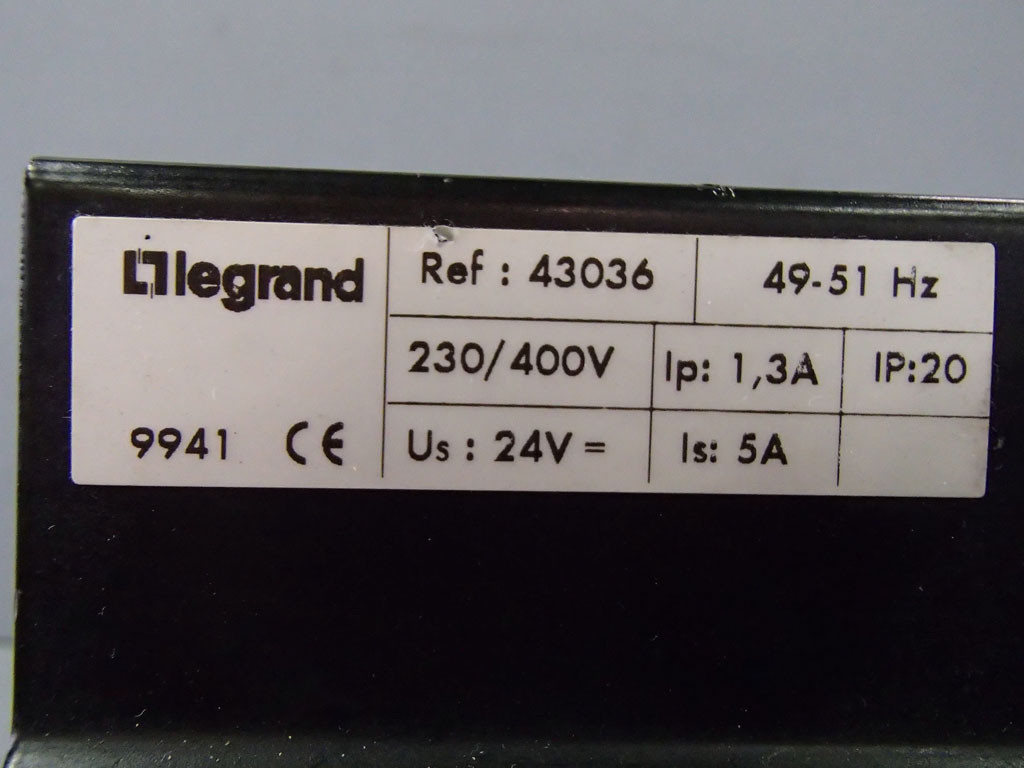 legrand
Ref : 43036
49-51 Hz
230/400V
Ip: 1,3A
IP:20
9941 CE
Us : 24V =
Is: 5A